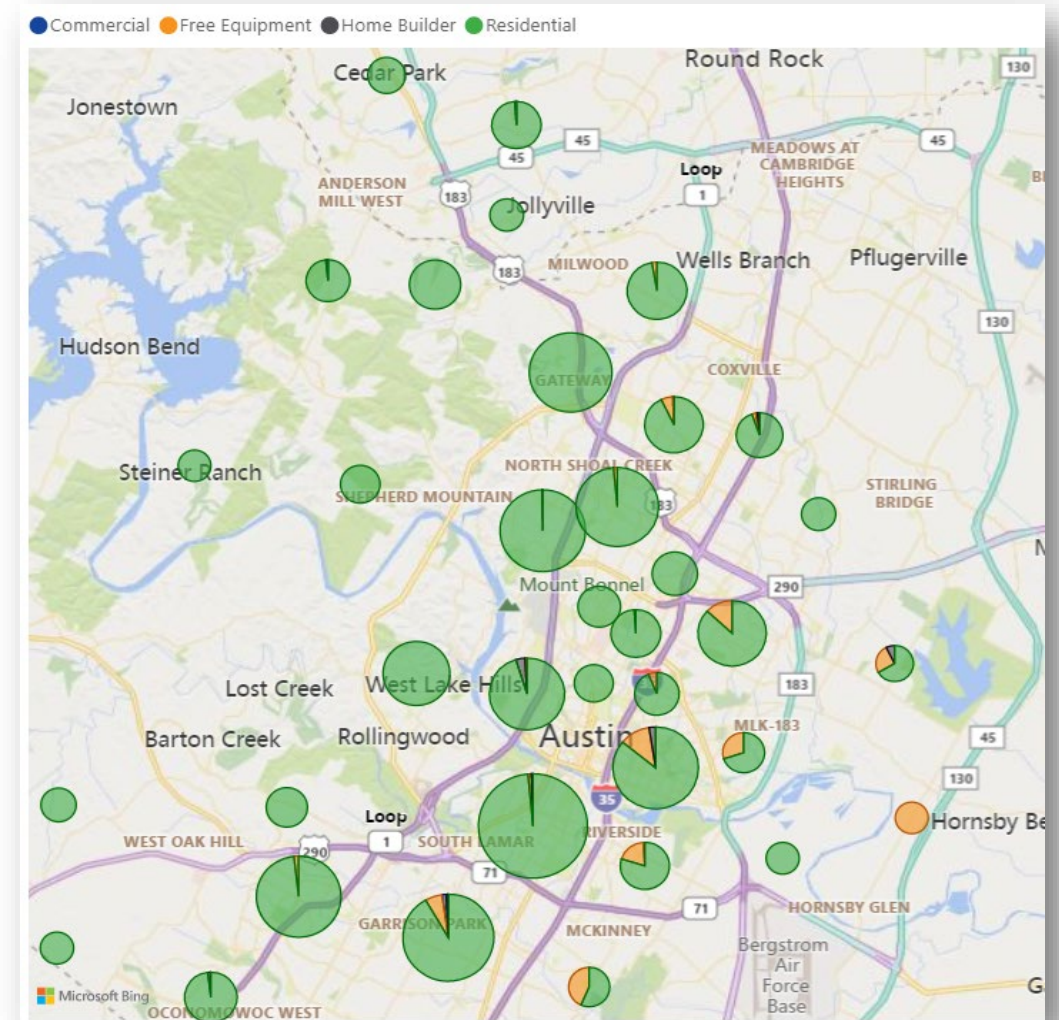 Commercial Free Equipment Home Builder Residential
Cedar Park
Round Rock
130
Jonestown
45
45
45
MEADOWS AT
CAMBRIDGE
HEIGHTS
Loop
1
ANDERSON
MILL WEST
183
Jollyville
183
MILWOOD
Wells Branch
Pflugerville
130
Hudson Bend
GATEWAY
COXVILLE
Steiner Ranch
NORTH SHOAL CREEK
SHEPHERD MOUNTAIN
183
STIRLING
BRIDGE
Mount Bonnel
290
Lost Creek
West Lake Hills
183
Barton Creek
Rollingwood
Austin
MLK-183
45
130
35
Loop
1
Hornsby Be
WEST OAK HILL
290
SOUTH LAMAR
RIVERSIDE
71
GARRISON PARK
MCKINNEY
71
HORNSBY GLEN
Bergstrom
Air
Force
Base
G
Microsoft Bing
OCONOMOWOC WEST